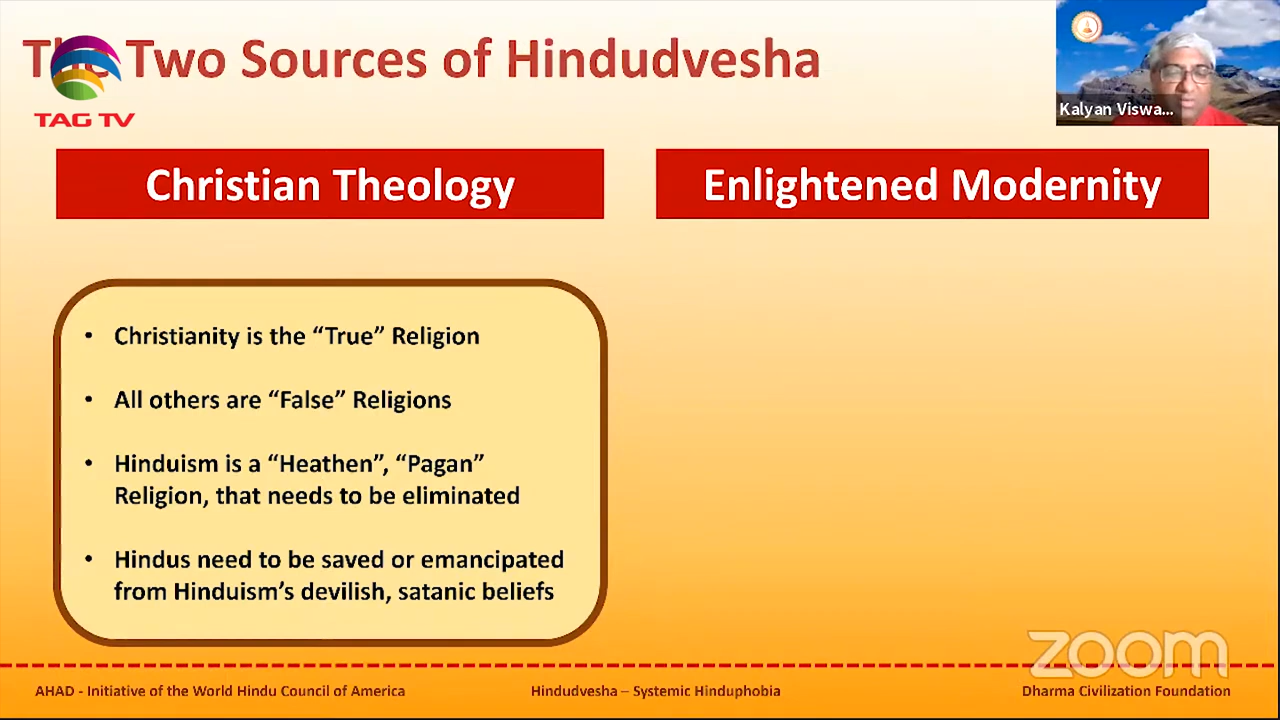 The Two Sources of Hindudvesha
TAG TV
Kalyan Viswa...
Christian Theology
Enlightened Modernity
• Christianity is the “True” Religion
• All others are “False” Religions
• Hinduism is a “Heathen”, “Pagan”
Religion, that needs to be eliminated
• Hindus need to be saved or emancipated
from Hinduism’s devilish, satanic beliefs
zoom
AHAD - Initiative of the World Hindu Council of America
Hindudvesha – Systemic Hinduphobia
Dharma Civilization Foundation